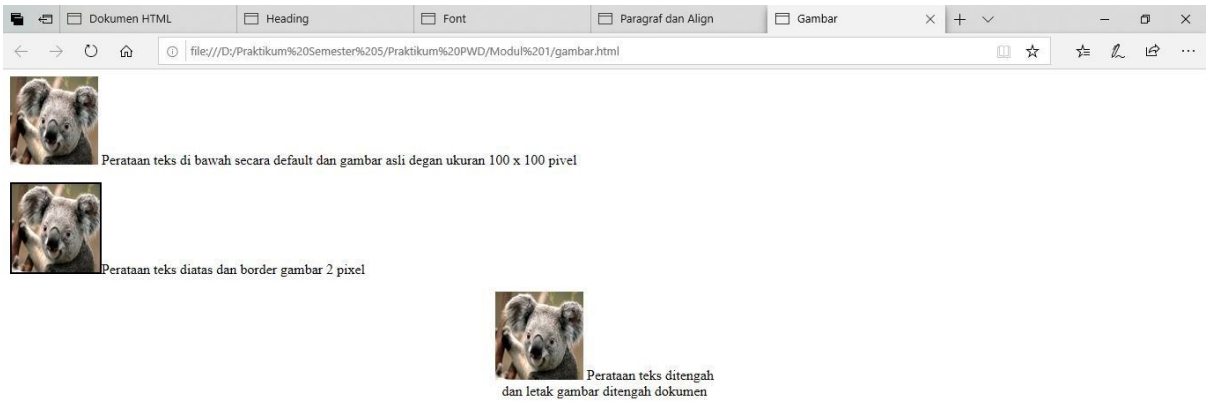 Dokumen HTML
Heading
Font
Paragraf dan Align
Gambar
file:///D:/Praktikum%20Semester%205/Praktikum%20PWD/Modul%201/gambar.html
Perataan teks di bawah secara default dan gambar asli degan ukuran 100 x 100 pivel
Perataan teks diatas dan border gambar 2 pixel
Perataan teks ditengah
dan letak gambar ditengah dokumen